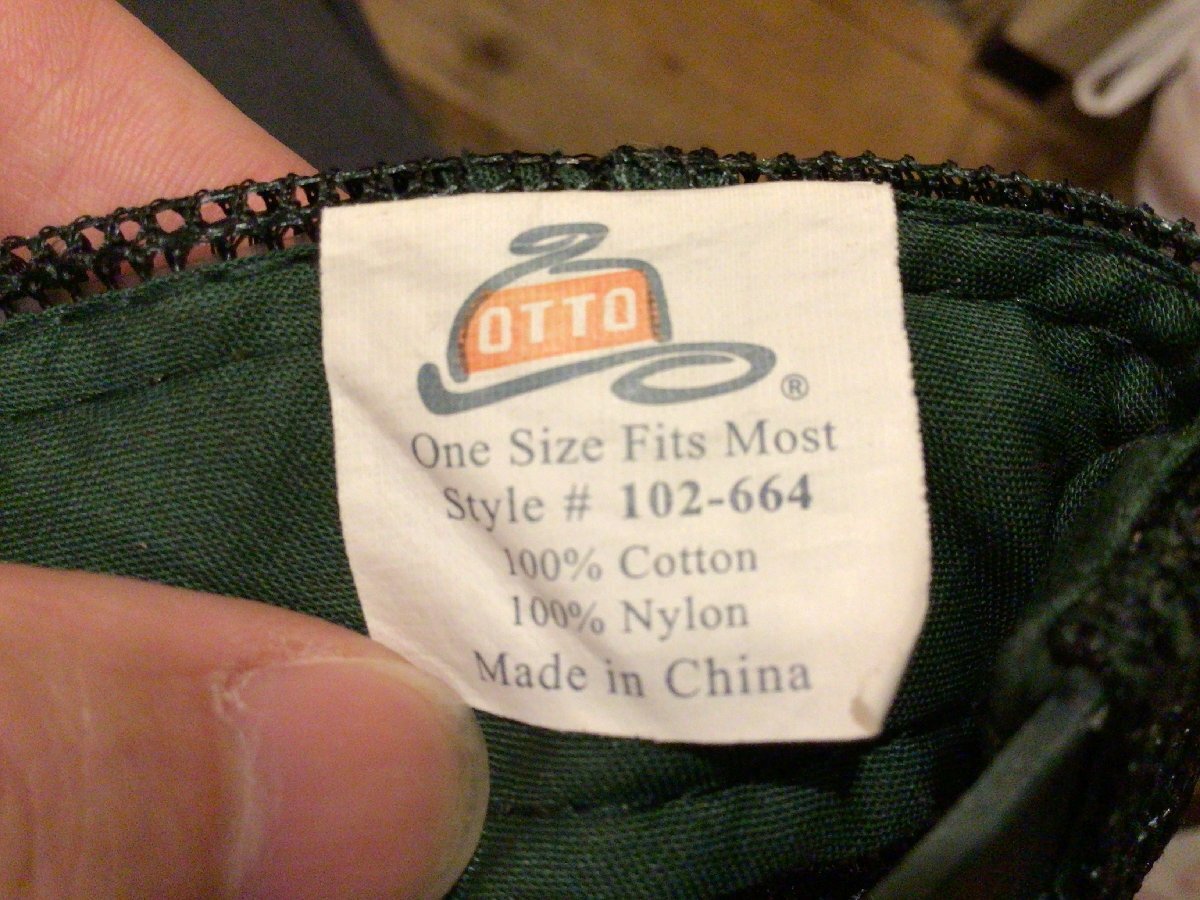 OTTO
®
One Size Fits Most
Style # 102-664
100% Cotton
100% Nylon
Made in China